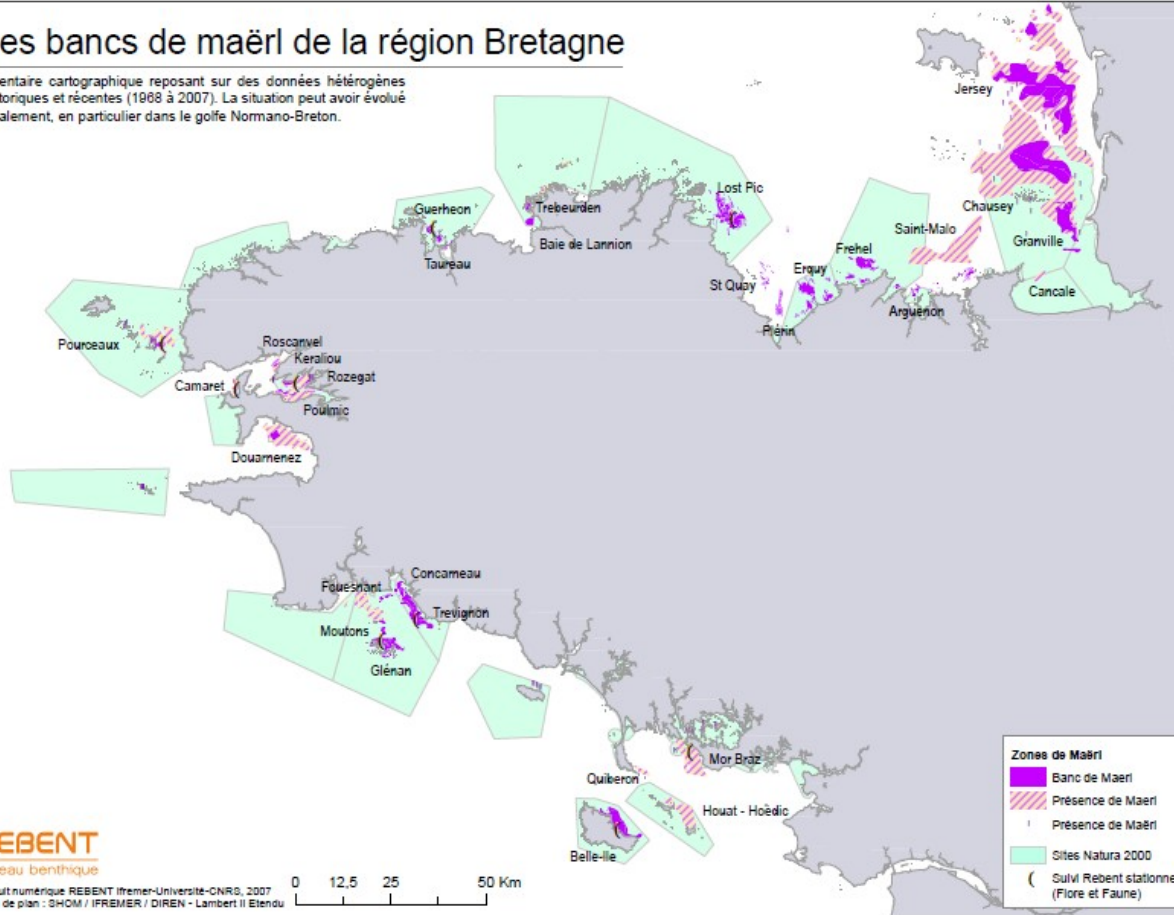 es bancs de maërl de la région Bretagne
entaire cartographique reposant sur des données hétérogènes
toriques et récentes (1968 à 2007). La situation peut avoir évolué
alement, en particulier dans le golfe Normano-Breton.
Jersey
Lost Pic
Guerheon
Trebeurden
Chausey
Saint-Malo
Granville
Baie de Lannion
Taureau
Frehel
Erquy
St Quay
Cancale
Arguenon
Plérin
Pourceaux
Roscanvel
Keraliou
Rozegat
Camaret
Poulmic
Douarnenez
Concarneau
Fouesnant
Trevignon
Moutons
Glénan
Mor Braz
Quiberon
Houat - Hoëdic
Belle-Ile
Zones de Maërl
Banc de Maerl
Présence de Maerl
Présence de Maërl
Sites Natura 2000
Suivi Rebent stationne
(Flore et Faune)
EBENT
eau benthique
uit numérique REBENT Ifremer-Université-CNRS, 2007
de plan : SHOM / IFREMER / DIREN - Lambert II Etendu
0 12,5 25 50 Km